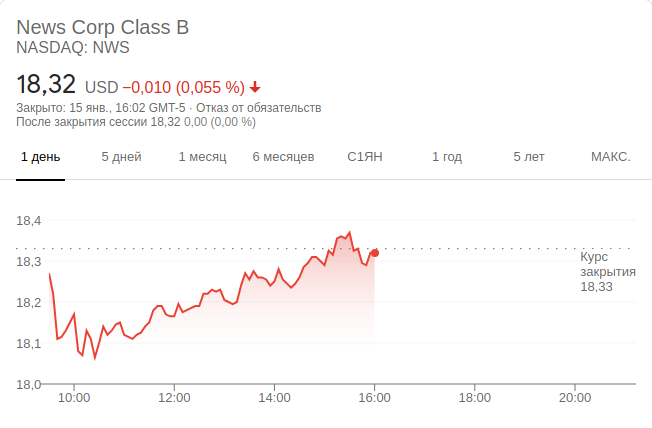 News Corp Class B
NASDAQ: NWS
18,32 USD −0,010 (0,055 %)
Закрыто: 15 янв., 16:02 GMT-5 · Отказ от обязательств
После закрытия сессии 18,32 0,00 (0,00 %)
1 день 5 дней 1 месяц 6 месяцев С1ЯН 1 год 5 лет МАКС.
18,4
18,3
18,2
18,1
18,0
Курс
закрытия
18,33
10:00 12:00 14:00 16:00 18:00 20:00